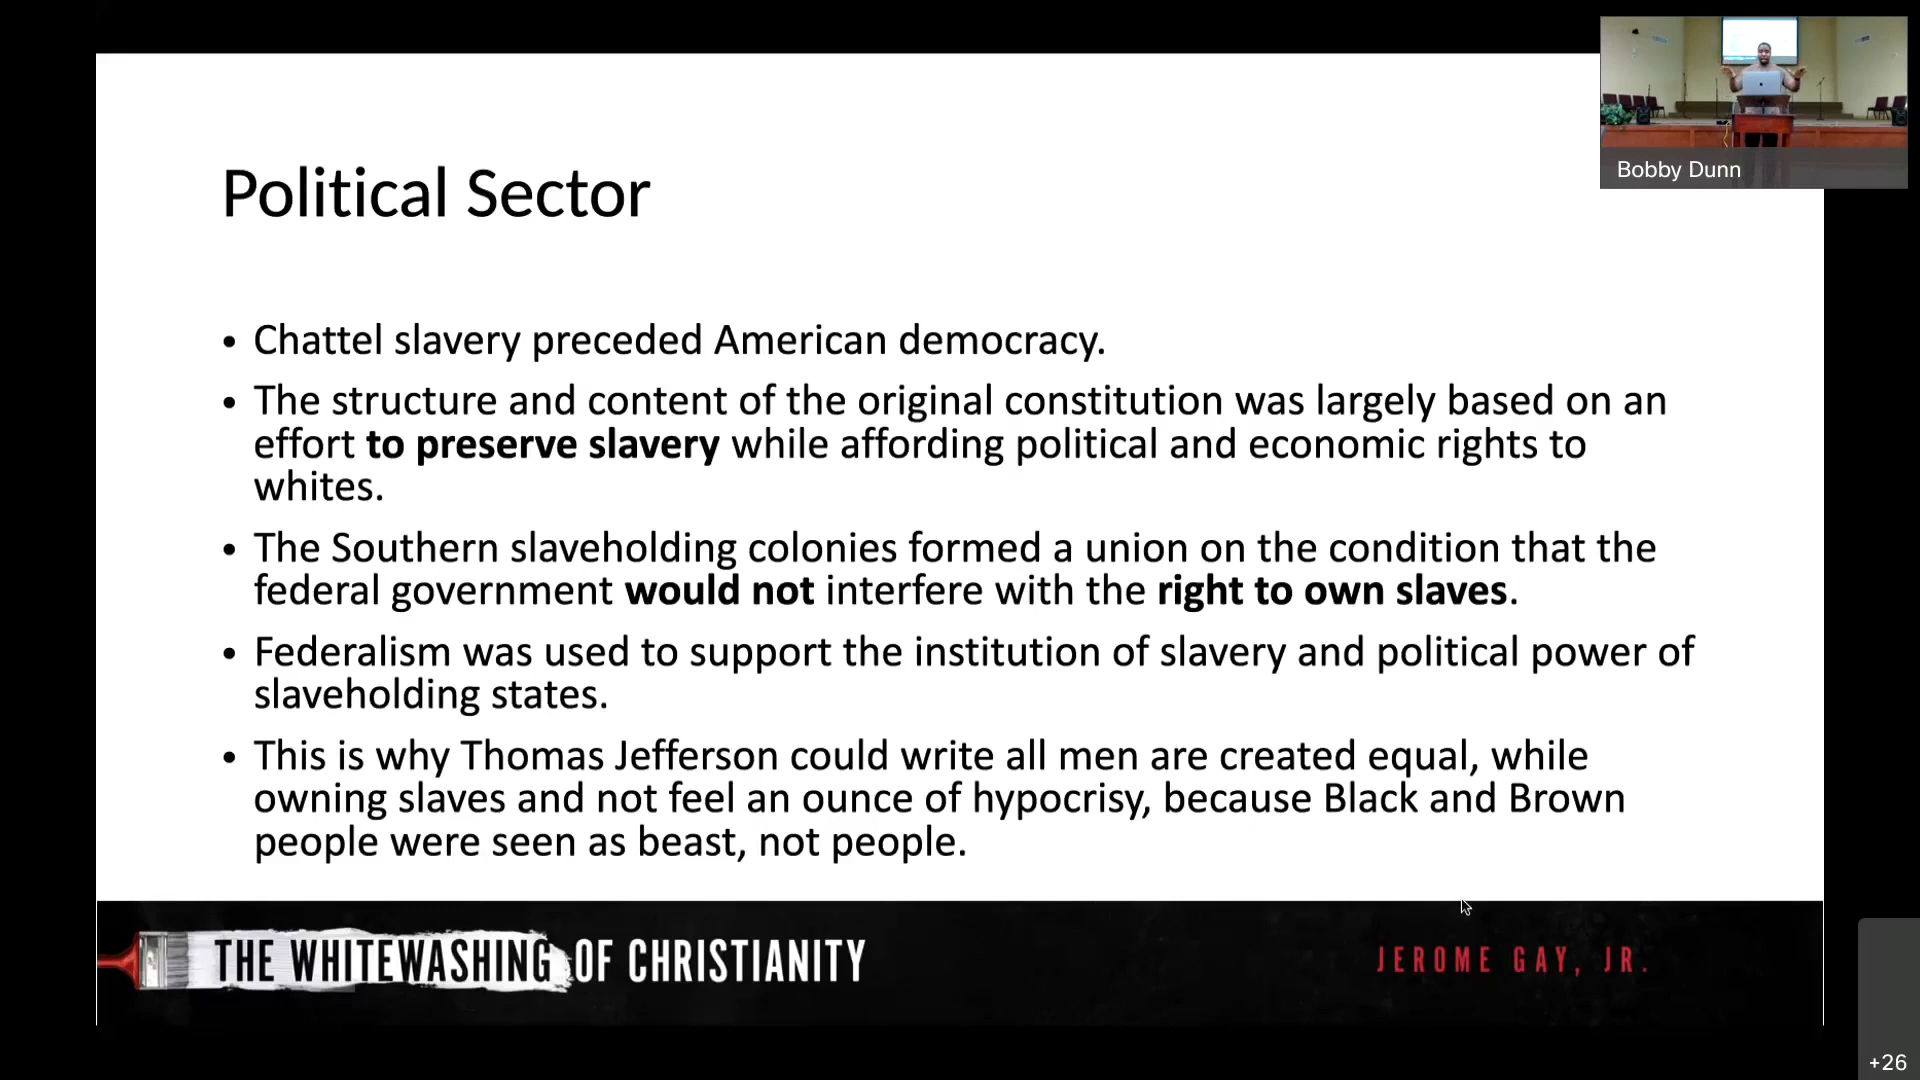 Bobby Dunn
Political Sector
• Chattel slavery preceded American democracy.
• The structure and content of the original constitution was largely based on an
effort to preserve slavery while affording political and economic rights to
whites.
• The Southern slaveholding colonies formed a union on the condition that the
federal government would not interfere with the right to own slaves.
• Federalism was used to support the institution of slavery and political power of
slaveholding states.
• This is why Thomas Jefferson could write all men are created equal, while
owning slaves and not feel an ounce of hypocrisy, because Black and Brown
people were seen as beast, not people.
THE WHITEWASHING OF CHRISTIANITY
JEROME GAY, JR.
+26